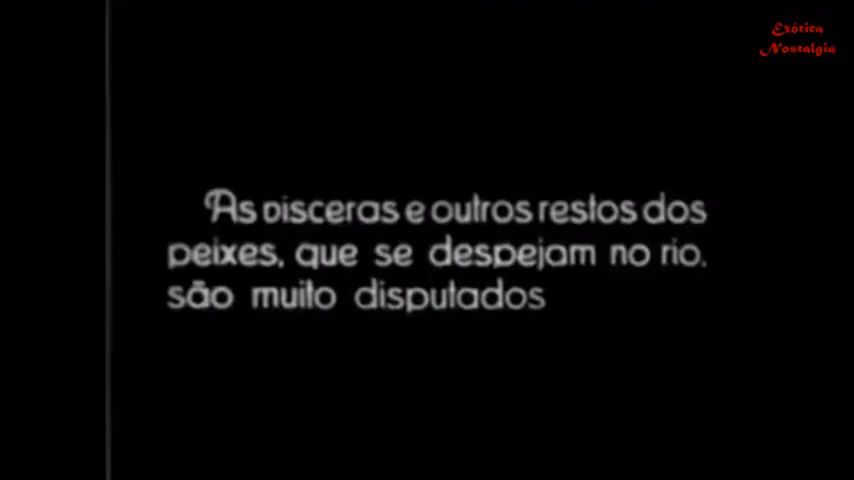 Exótica
Nostalgia
As visceras e outros restos dos
peixes, que se despejam no rio,
são muito disputados